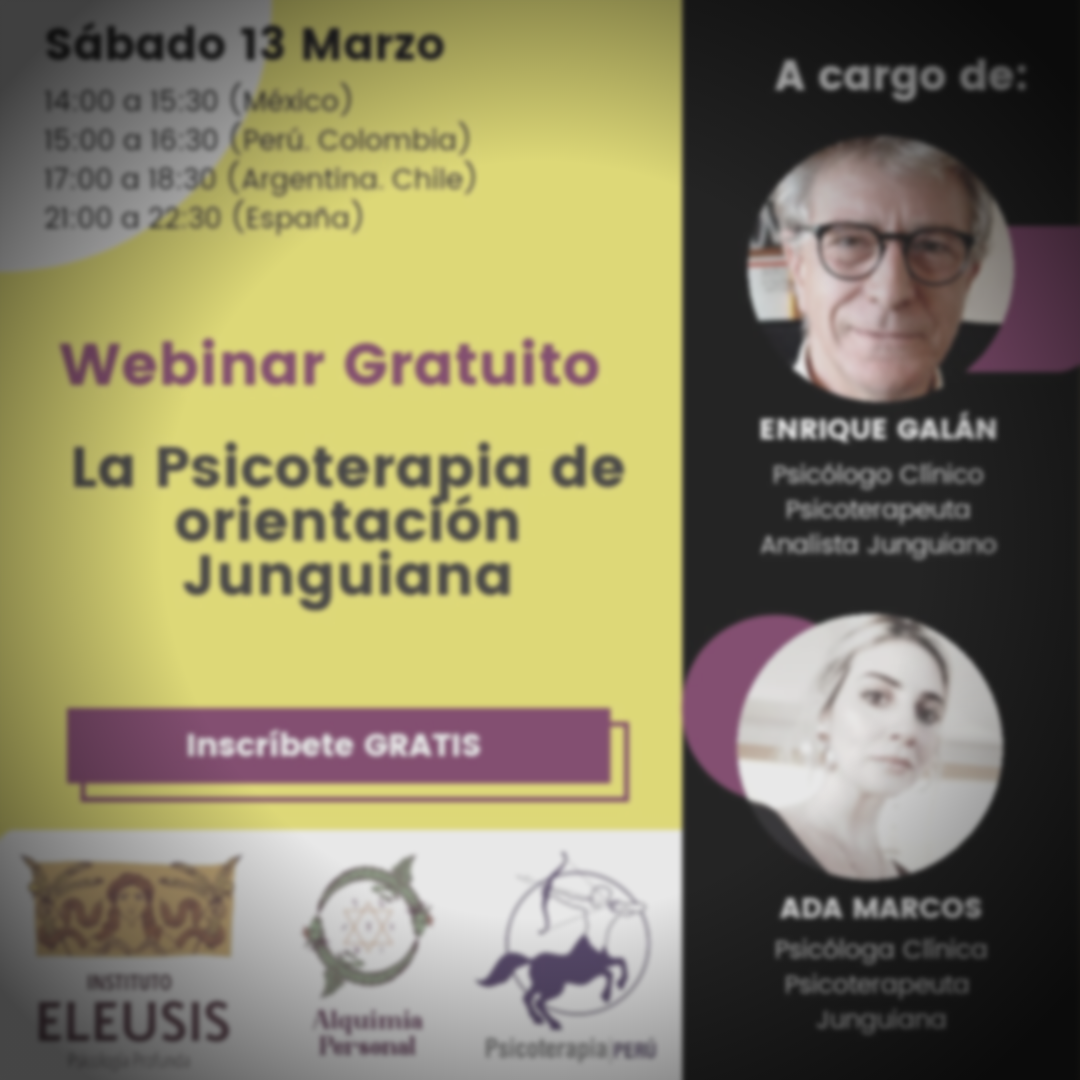 Sábado 13 Marzo
14:00 a 15:30 (México)
15:00 a 16:30 (Perú. Colombia)
17:00 a 18:30 (Argentina. Chile)
21:00 a 22:30 (España)
Webinar Gratuito
La Psicoterapia de
orientación
Junguiana
Inscríbete GRATIS
INSTITUTO
ELEUSIS
Psicología Profunda
Alquimia
Personal
Psicoterapia PERÚ
A cargo de:
ENRIQUE GALÁN
Psicólogo Clínico
Psicoterapeuta
Analista Junguiano
ADA MARCOS
Psicóloga Clínica
Psicoterapeuta
Junguiana